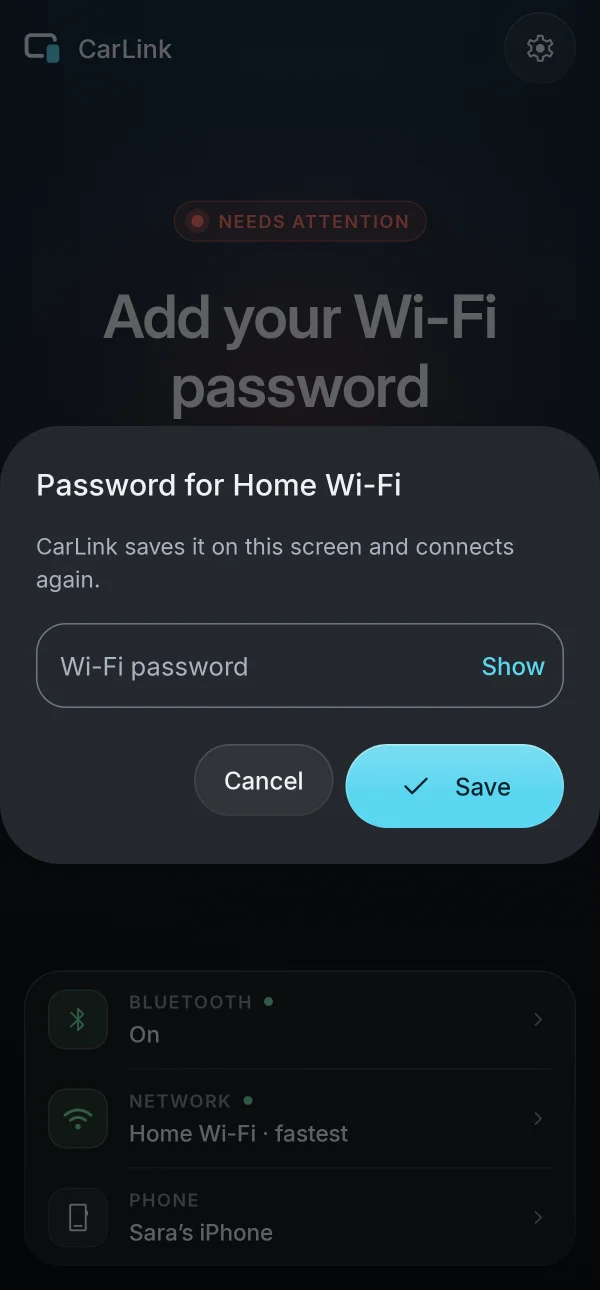 CarLink
NEEDS ATTENTION
Add your Wi-Fi
password
Password for Home Wi-Fi
CarLink saves it on this screen and connects
again.
Wi-Fi password
Show
Cancel
Save
BLUETOOTH
On
NETWORK
Home Wi-Fi · fastest
PHONE
Sara’s iPhone